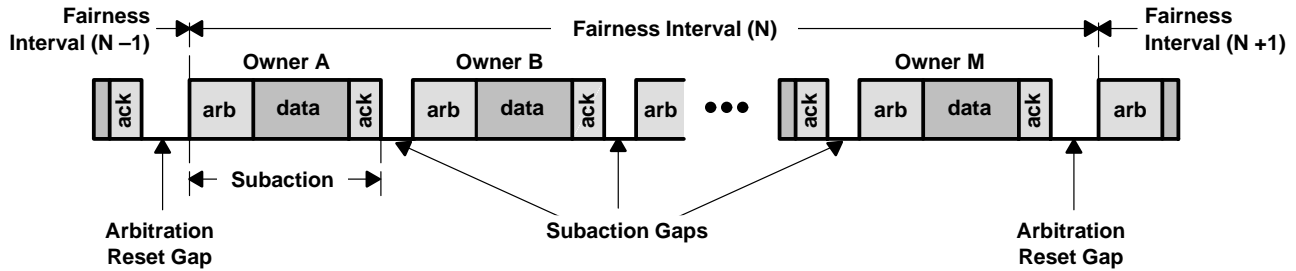 Fairness
Interval (N –1)
Fairness Interval (N)
Fairness
Interval (N +1)
Owner A
Owner B
Owner M
ack
arb
data
ack
arb
data
ack
arb
●●●
ack
arb
data
ack
arb
Subaction
Arbitration
Reset Gap
Subaction Gaps
Arbitration
Reset Gap